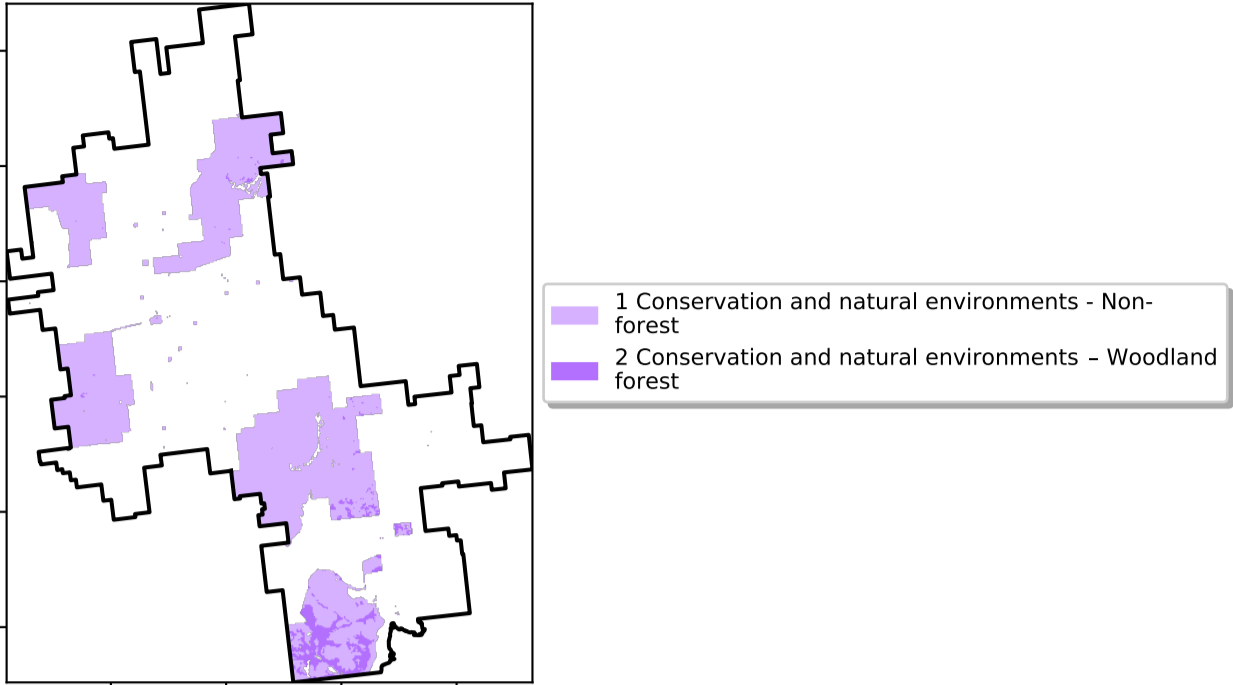 1 Conservation and natural environments - Non-
forest
2 Conservation and natural environments – Woodland
forest